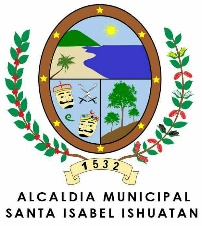 1532
ALCALDIA MUNICIPAL
SANTA ISABEL ISHUATAN